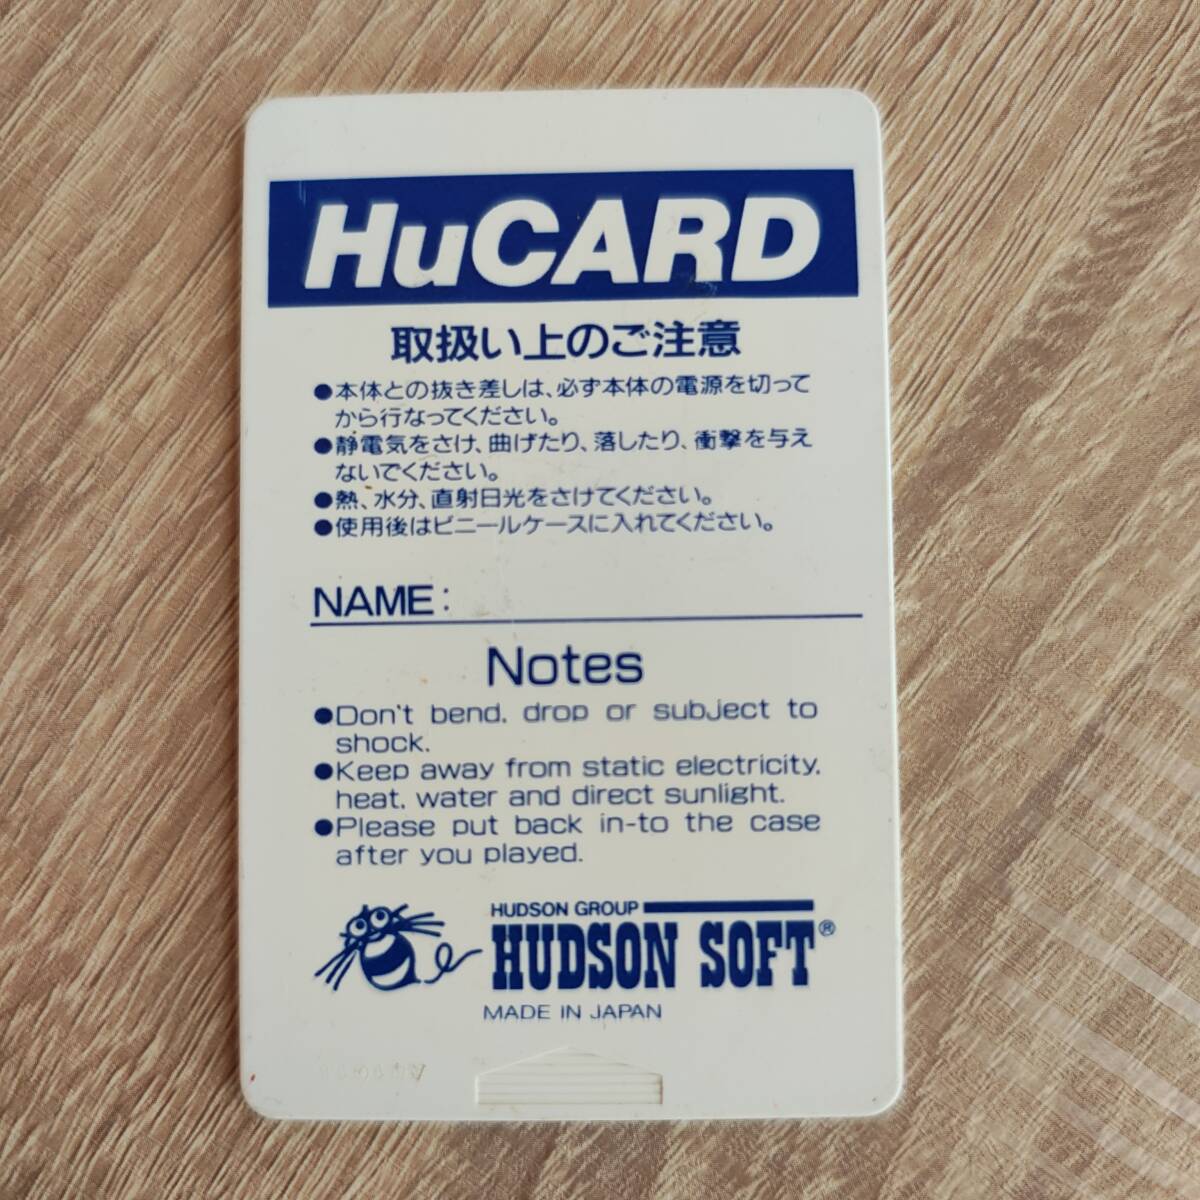 HuCARD
取扱い上のご注意
●本体との抜き差しは、必ず本体の電源を切って
から行なってください。
●静電気をさけ、曲げたり、落したり、衝撃を与え
ないでください。
●熱、水分、直射日光をさけてください。
●使用後はビニールケースに入れてください。
NAME:
Notes
●Don't bend, drop or subject to
shock.
●Keep away from static electricity,
heat, water and direct sunlight.
●Please put back in-to the case
after you played.
HUDSON GROUP
HUDSON SOFT®
MADE IN JAPAN